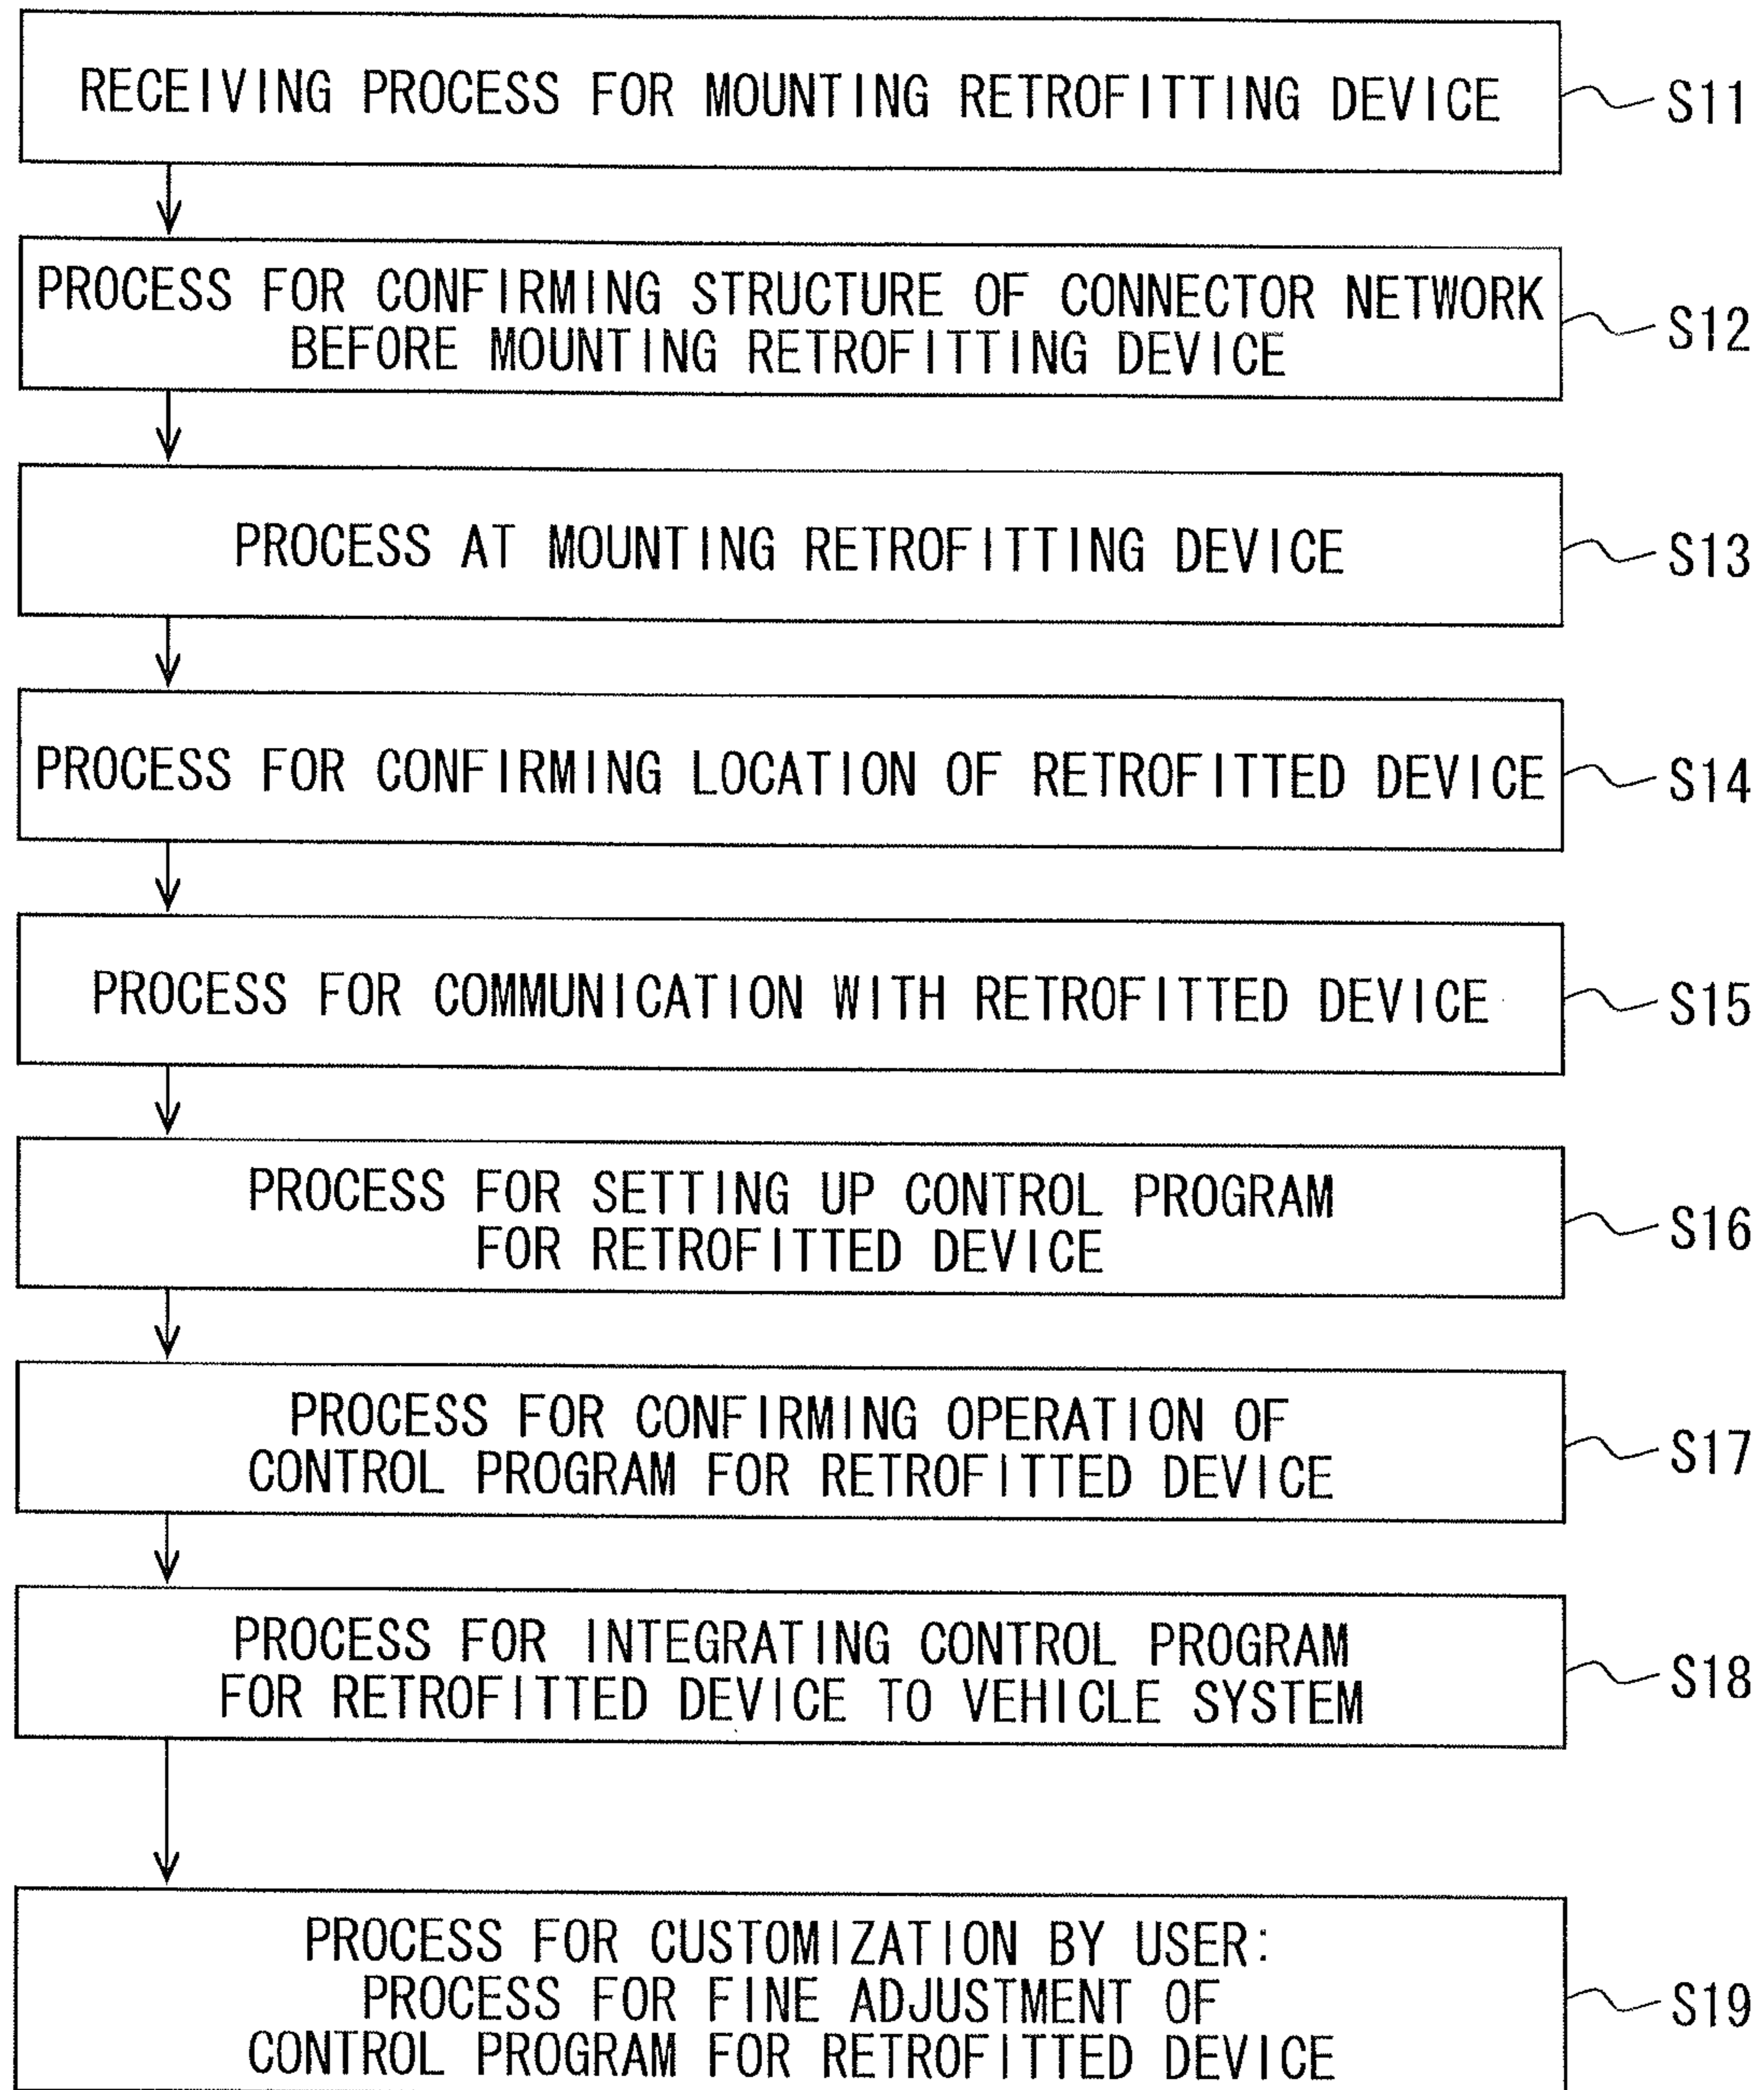 RECEIVING PROCESS FOR MOUNTING RETROFITTING DEVICE
S11
PROCESS FOR CONFIRMING STRUCTURE OF CONNECTOR NETWORK
BEFORE MOUNTING RETROFITTING DEVICE
S12
PROCESS AT MOUNTING RETROFITTING DEVICE
S13
PROCESS FOR CONFIRMING LOCATION OF RETROFITTED DEVICE
S14
PROCESS FOR COMMUNICATION WITH RETROFITTED DEVICE
S15
PROCESS FOR SETTING UP CONTROL PROGRAM
FOR RETROFITTED DEVICE
S16
PROCESS FOR CONFIRMING OPERATION OF
CONTROL PROGRAM FOR RETROFITTED DEVICE
S17
PROCESS FOR INTEGRATING CONTROL PROGRAM
FOR RETROFITTED DEVICE TO VEHICLE SYSTEM
S18
PROCESS FOR CUSTOMIZATION BY USER:
PROCESS FOR FINE ADJUSTMENT OF
CONTROL PROGRAM FOR RETROFITTED DEVICE
S19